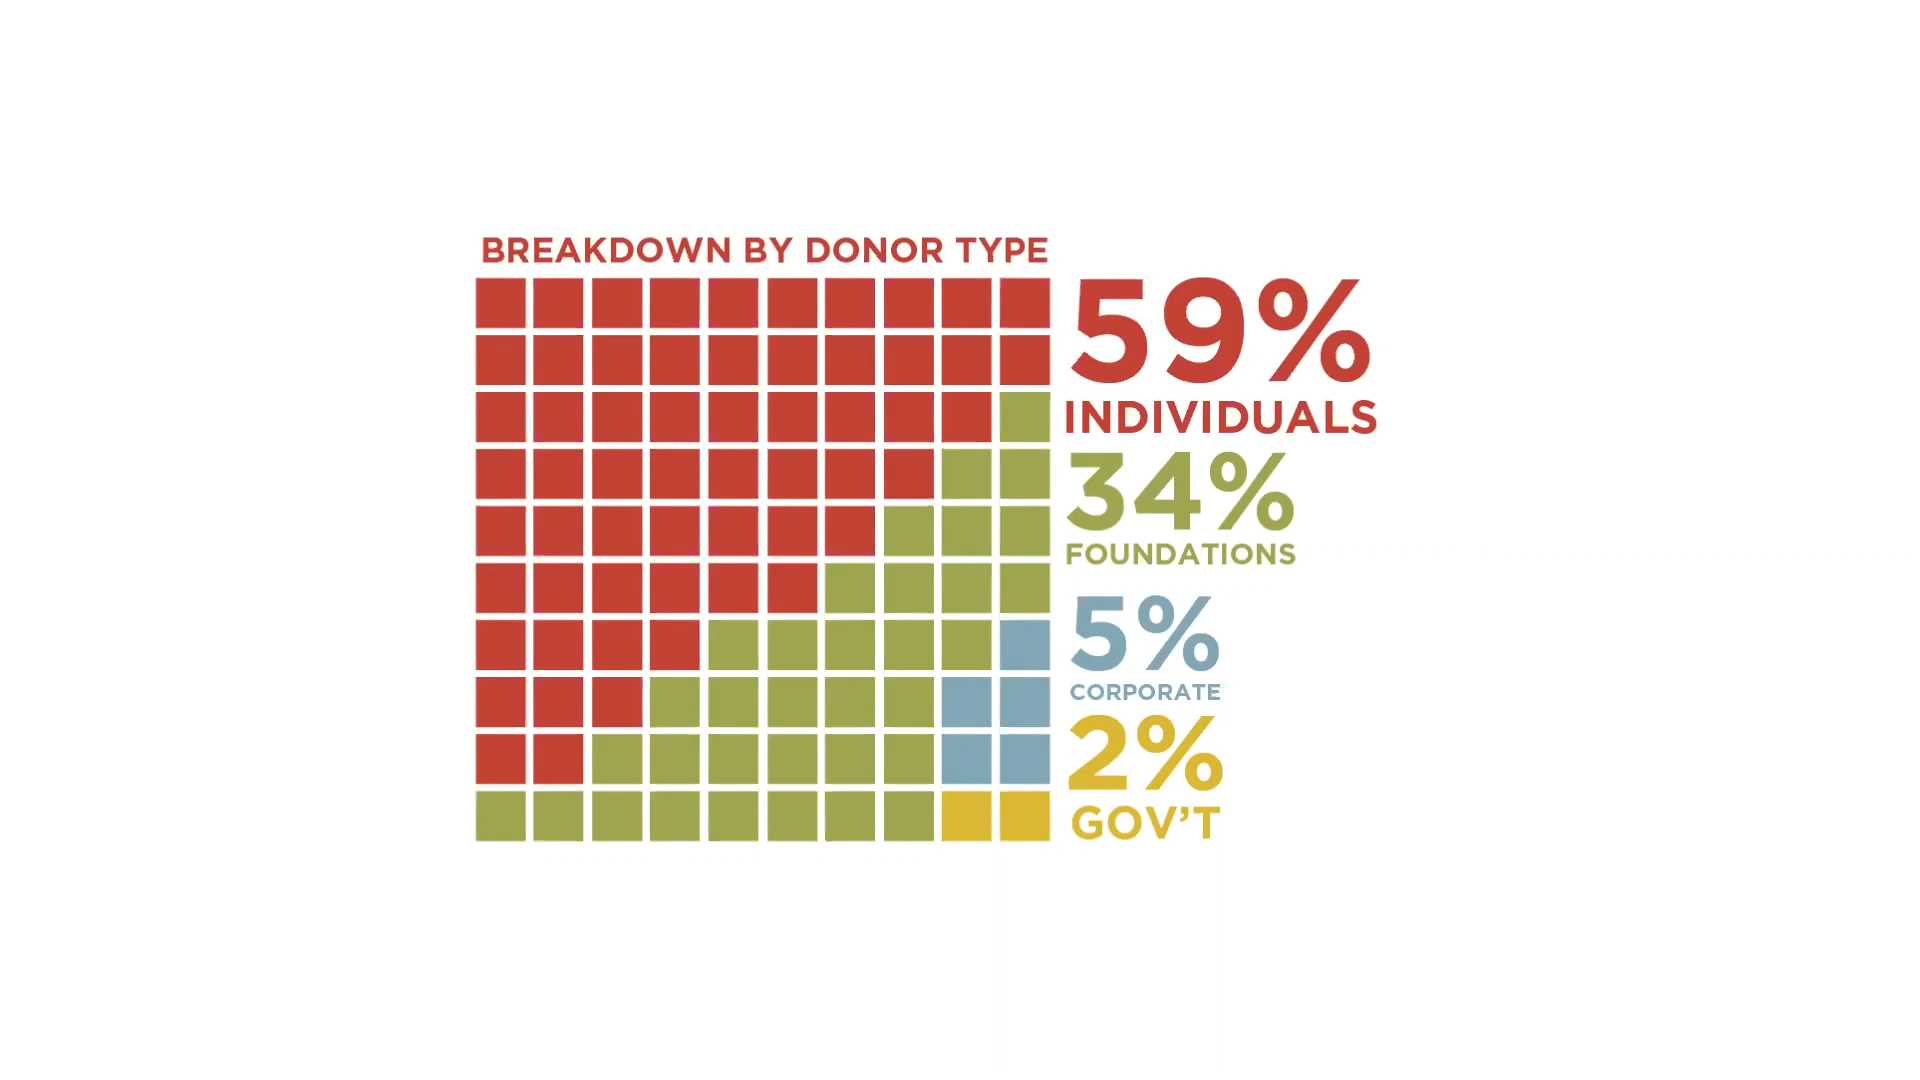 BREAKDOWN BY DONOR TYPE
59%
INDIVIDUALS
34%
FOUNDATIONS
5%
CORPORATE
2%
GOV’T